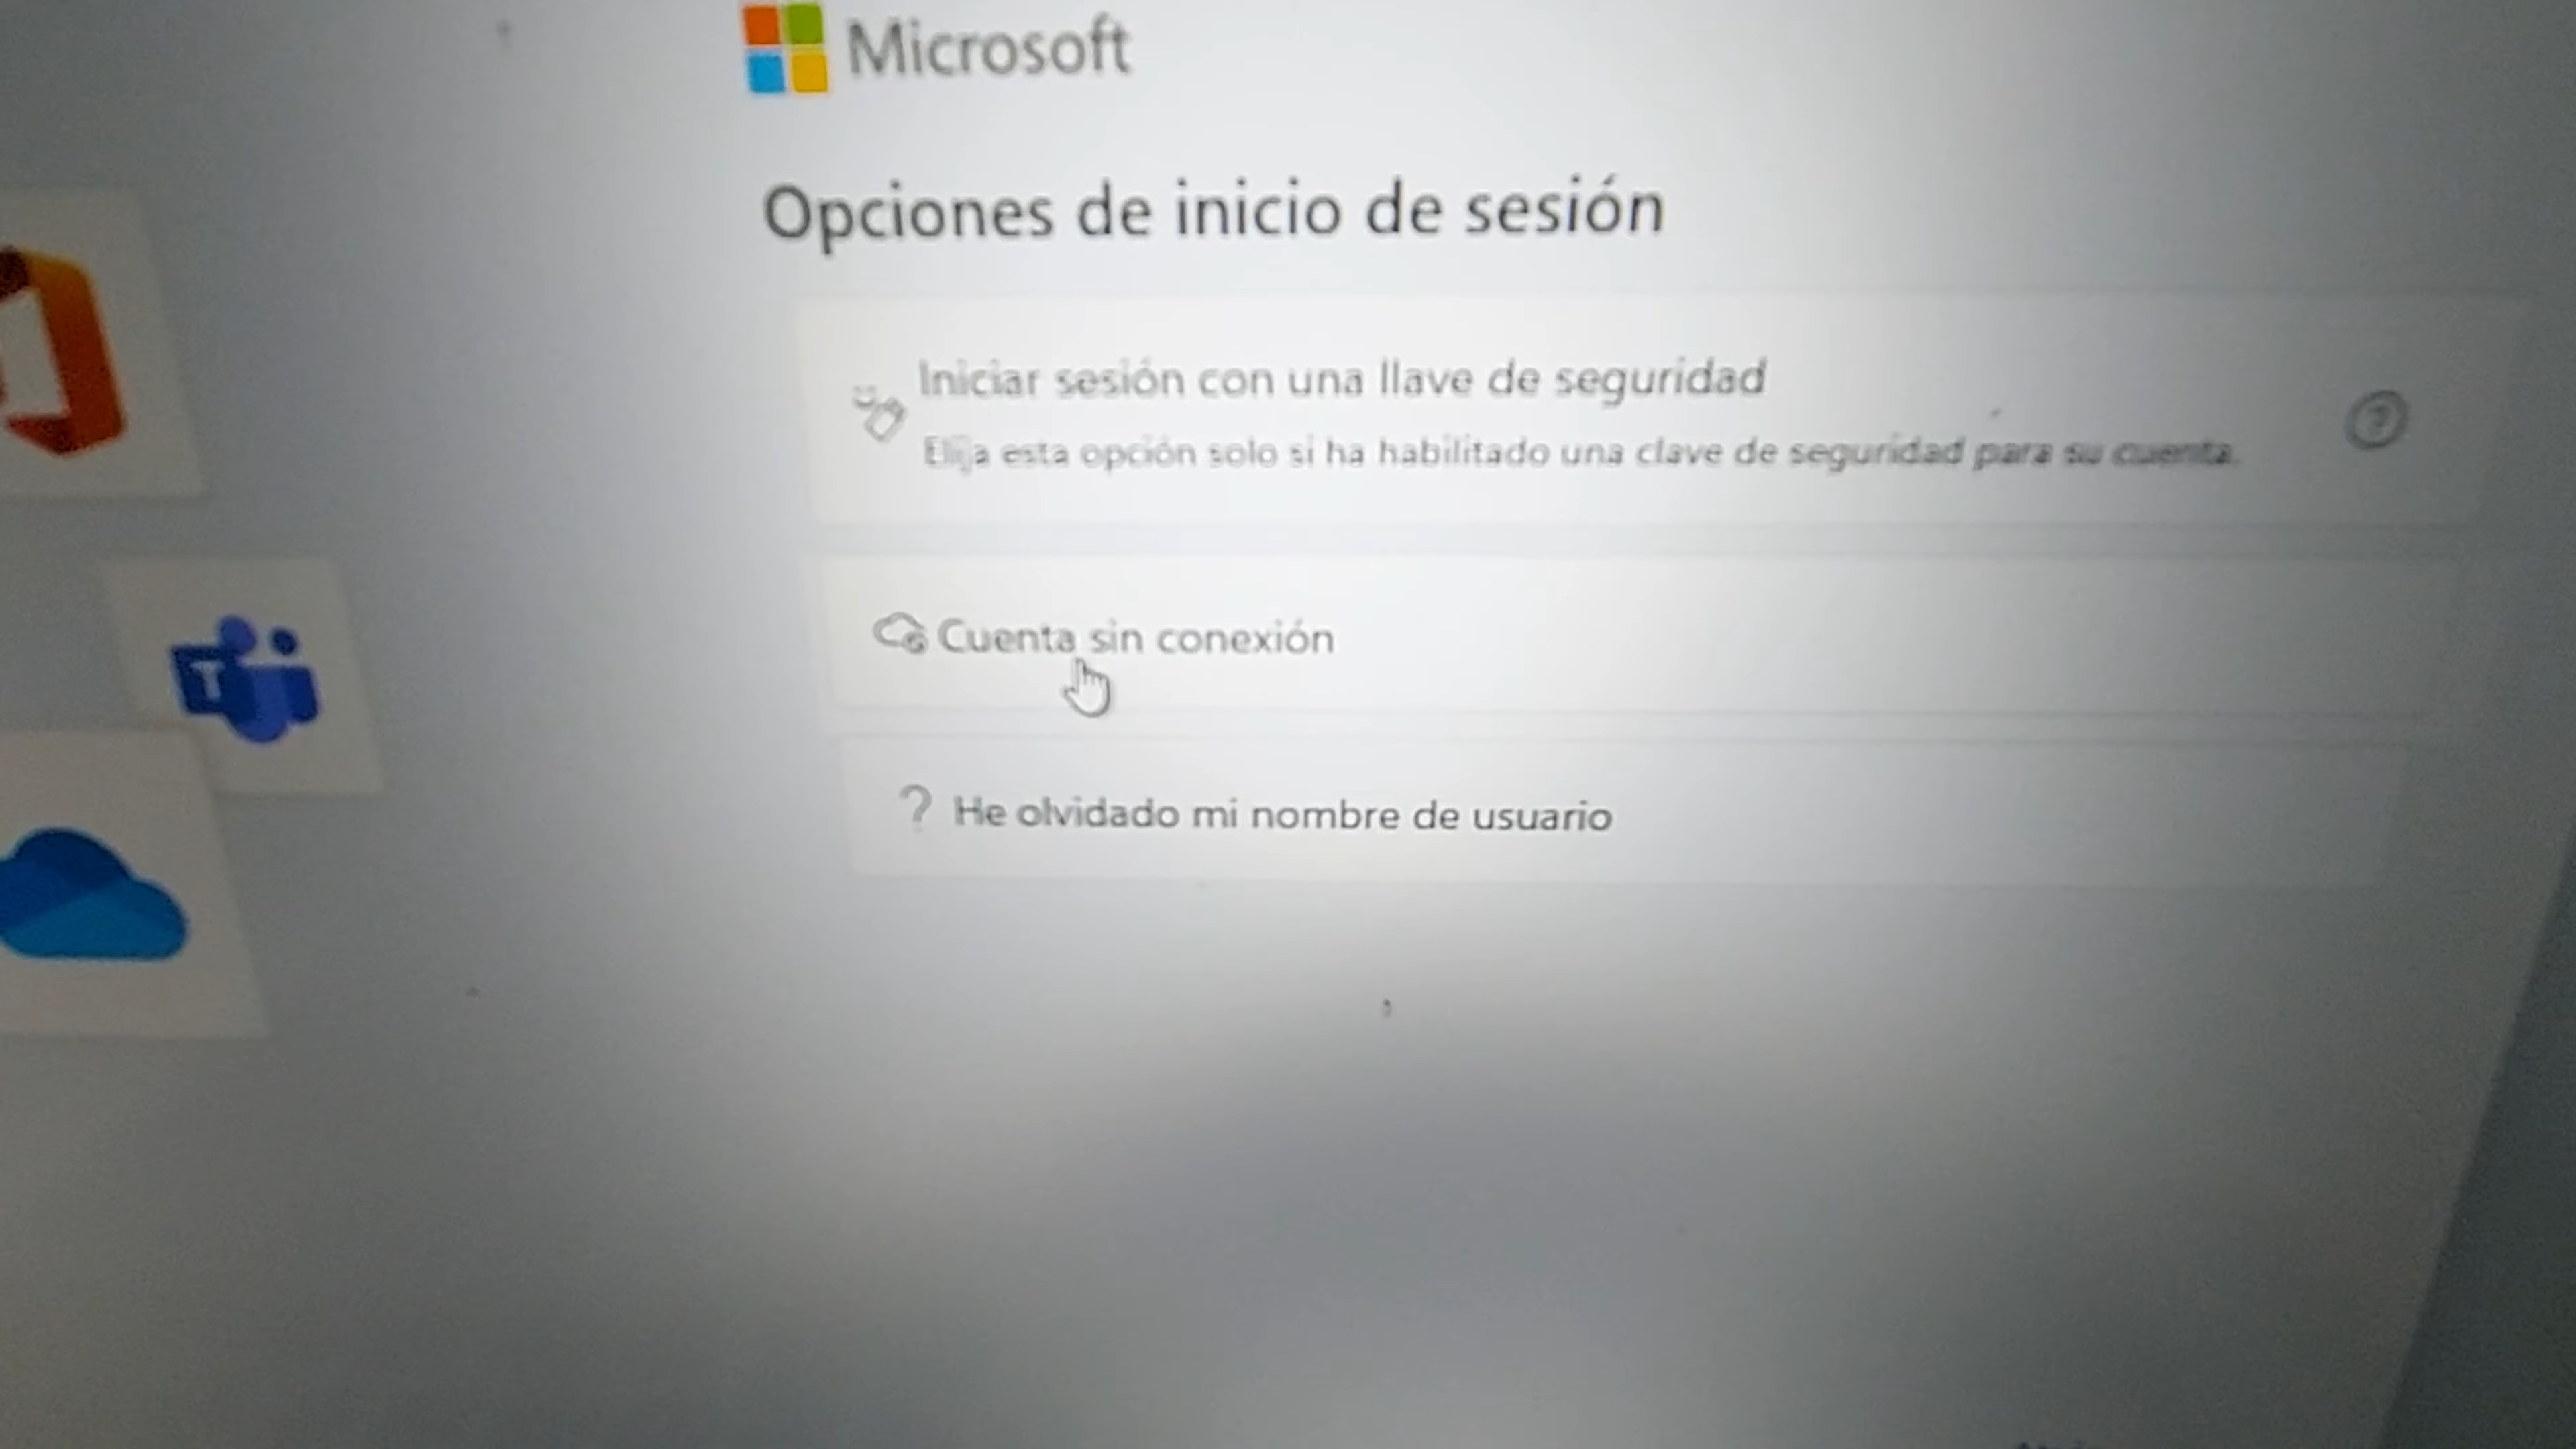 Microsoft
Opciones de inicio de sesión
Iniciar sesión con una llave de seguridad
Elija esta opción solo si ha habilitado una clave de seguridad para su cuenta.
Cuenta sin conexión
? He olvidado mi nombre de usuario